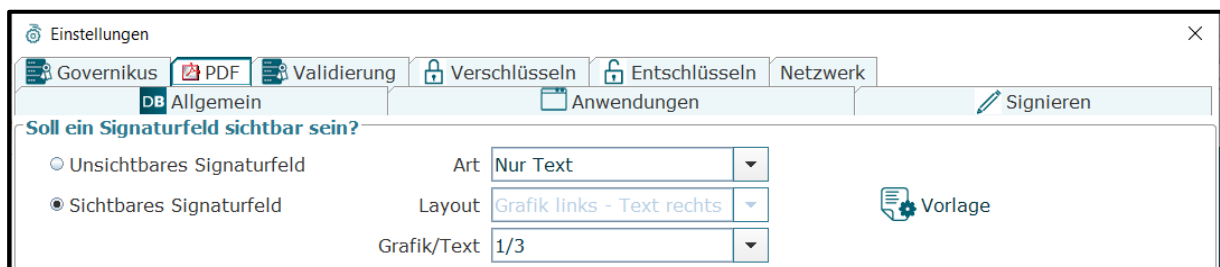 Einstellungen
Governikus PDF Validierung Verschlüsseln Entschlüsseln Netzwerk
DB Allgemein Anwendungen Signieren
Soll ein Signaturfeld sichtbar sein?
Unsichtbares Signaturfeld Art Nur Text
Sichtbares Signaturfeld Layout Grafik links - Text rechts Vorlage
Grafik/Text 1/3